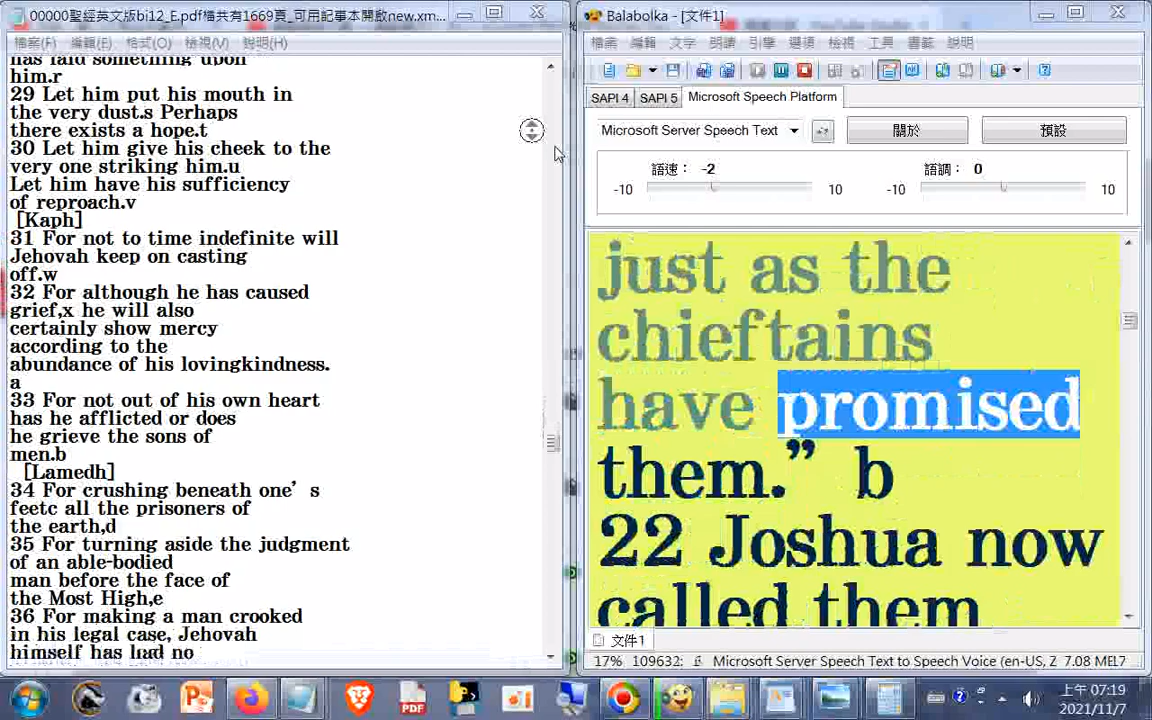 00000聖經英文版bi12_E.pdf檔共有1669頁_可用記事本開啟new.xm...
檔案(F) 編輯(E) 格式(O) 檢視(V) 說明(H)
has laid something upon
him.r
29 Let him put his mouth in
the very dust.s Perhaps
there exists a hope.t
30 Let him give his cheek to the
very one striking him.u
Let him have his sufficiency
of reproach.v
[Kaph]
31 For not to time indefinite will
Jehovah keep on casting
off.w
32 For although he has caused
grief,x he will also
certainly show mercy
according to the
abundance of his lovingkindness.
a
33 For not out of his own heart
has he afflicted or does
he grieve the sons of
men.b
[Lamedh]
34 For crushing beneath one’s
feetc all the prisoners of
the earth,d
35 For turning aside the judgment
of an able-bodied
man before the face of
the Most High,e
36 For making a man crooked
in his legal case, Jehovah
himself has had no
Balabolka - [文件1]
檔案 編輯 文字 朗讀 引擎 選項 檢視 工具 書籤 說明
SAPI 4 SAPI 5 Microsoft Speech Platform
Microsoft Server Speech Text 關於 預設
語速： -2 語調： 0
-10 10 -10 10
just as the
chieftains
have promised
them.” b
22 Joshua now
called them
文件1
17% 109632: Microsoft Server Speech Text to Speech Voice (en-US, Z 7.08 MEL7
上午 07:19
2021/11/7
PDF